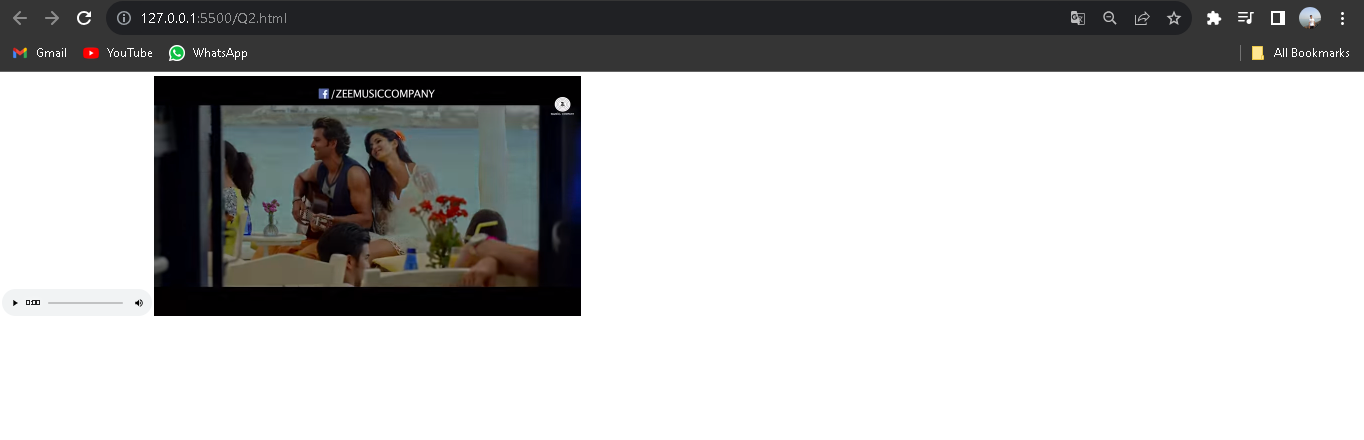 127.0.0.1:5500/Q2.html
Gmail YouTube WhatsApp All Bookmarks
/ZEEMUSICCOMPANY
0:00